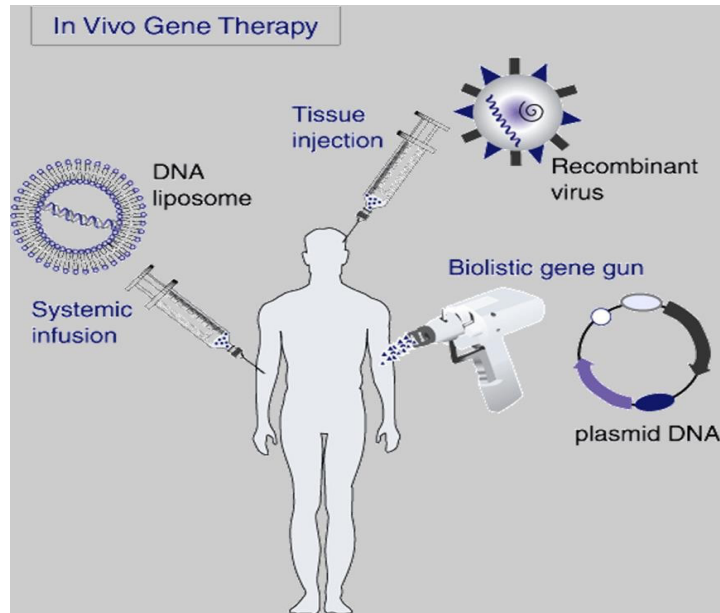 In Vivo Gene Therapy
Tissue
injection
Recombinant
virus
DNA
liposome
Systemic
infusion
Biolistic gene gun
plasmid DNA